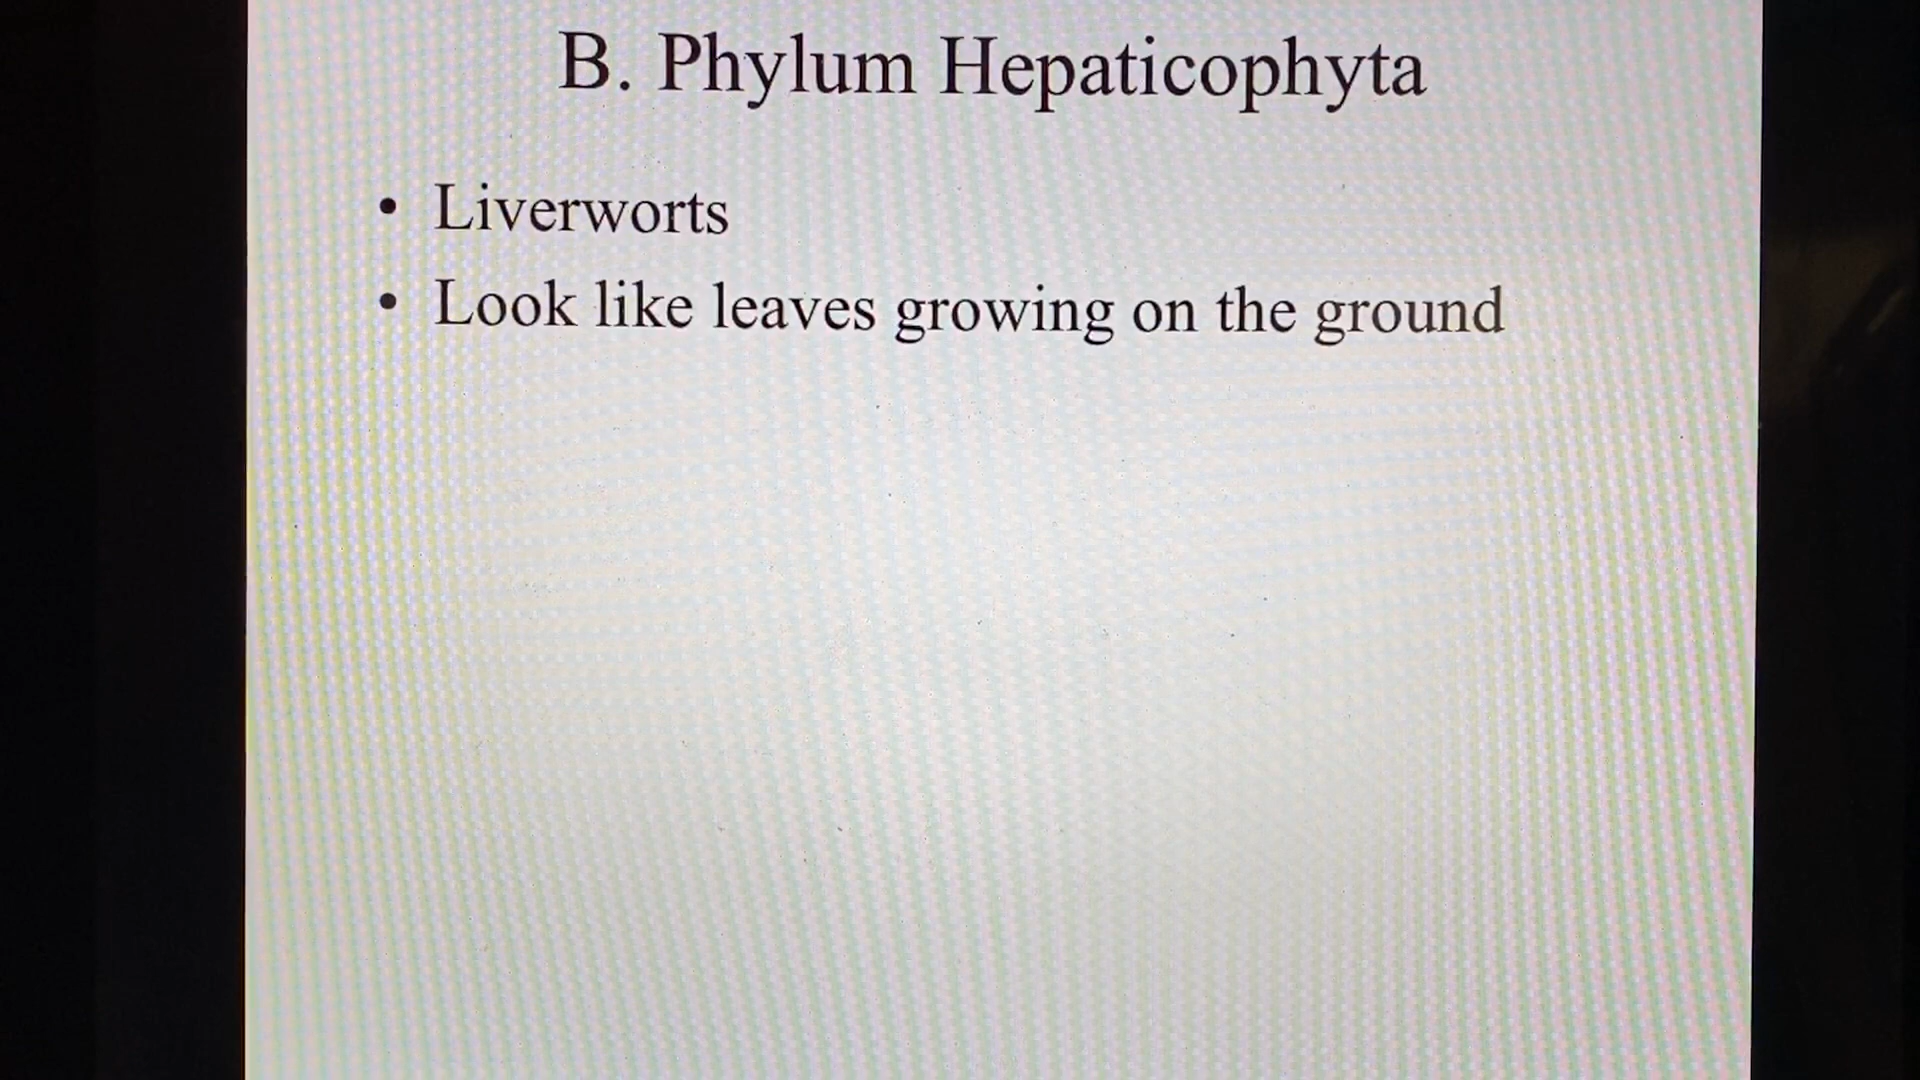 B. Phylum Hepaticophyta
• Liverworts
• Look like leaves growing on the ground